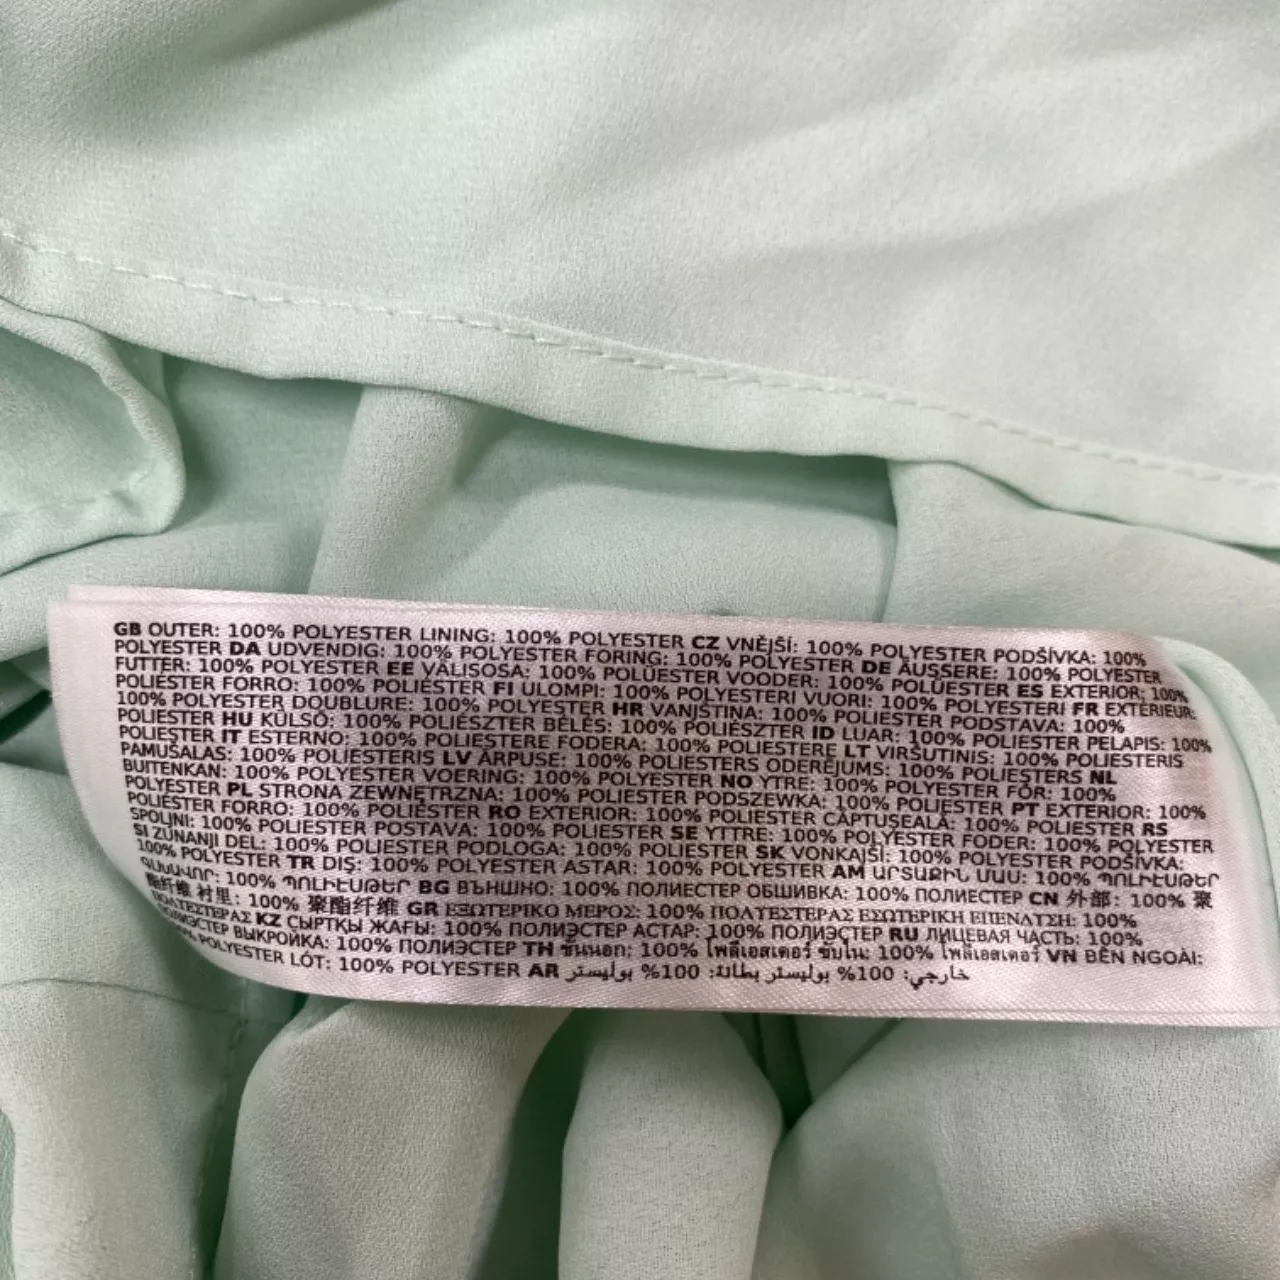 GB OUTER: 100% POLYESTER LINING: 100% POLYESTER CZ VNĚJŠÍ: 100% POLYESTER PODŠÍVKA: 100%
POLYESTER DA UDVENDIG: 100% POLYESTER FORING: 100% POLYESTER DE ÄUSSERE: 100% POLYESTER
FUTTER: 100% POLYESTER EE VÄLISOSA: 100% POLÜESTER VOODER: 100% POLÜESTER ES EXTERIOR: 100%
POLIÉSTER FORRO: 100% POLIÉSTER FI ULOMPI: 100% POLYESTERI VUORI: 100% POLYESTERI FR EXTÉRIEUR:
100% POLYESTER DOUBLURE: 100% POLYESTER HR VANJŠTINA: 100% POLIESTER PODSTAVA: 100%
POLIESTER HU KÜLSŐ: 100% POLIÉSZTER BÉLÉS: 100% POLIÉSZTER ID LUAR: 100% POLIESTER PELAPIS: 100%
POLIESTER IT ESTERNO: 100% POLIESTERE FODERA: 100% POLIESTERE LT VIRŠUTINIS: 100% POLIESTERIS
PAMUŠALAS: 100% POLIESTERIS LV ĀRPUSE: 100% POLIESTERS ODERĒJUMS: 100% POLIESTERS NL
BUITENKAN: 100% POLYESTER VOERING: 100% POLYESTER NO YTRE: 100% POLYESTER FÔR: 100%
POLYESTER PL STRONA ZEWNĘTRZNA: 100% POLIESTER PODSZEWKA: 100% POLIESTER PT EXTERIOR: 100%
POLIÉSTER FORRO: 100% POLIÉSTER RO EXTERIOR: 100% POLIESTER CĂPTUŞEALĂ: 100% POLIESTER RS
SPOLJNI: 100% POLIESTER POSTAVA: 100% POLIESTER SE YTTRE: 100% POLYESTER FODER: 100% POLYESTER
SI ZUNANJI DEL: 100% POLIESTER PODLOGA: 100% POLIESTER SK VONKAJŠÍ: 100% POLYESTER PODŠÍVKA:
100% POLYESTER TR DIŞ: 100% POLYESTER ASTAR: 100% POLYESTER AM ԱՐՏԱՔԻՆ ՄԱՍ: 100% ՊՈԼԻԷՍԹԵՐ
100% ՊՈԼԻԷՍԹԵՐ BG ВЪНШНО: 100% ПОЛИЕСТЕР ОБШИВКА: 100% ПОЛИЕСТЕР CN 外部: 100% 聚
酯纤维 衬里: 100% 聚酯纤维 GR ΕΞΩΤΕΡΙΚΟ ΜΕΡΟΣ: 100% ΠΟΛΥΕΣΤΕΡΑΣ ΕΣΩΤΕΡΙΚΗ ΕΠΕΝΔΥΣΗ: 100%
ΠΟΛΥΕΣΤΕΡΑΣ KZ СЫРТҚЫ ЖАҒЫ: 100% ПОЛИЭСТЕР АСТАР: 100% ПОЛИЭСТЕР RU ЛИЦЕВАЯ ЧАСТЬ: 100%
ПОЛИЭСТЕР ВЫКРОЙКА: 100% ПОЛИЭСТЕР TH ชั้นนอก: 100% โพลีเอสเตอร์ ซับใน: 100% โพลีเอสเตอร์ VN BÊN NGOÀI:
100% POLYESTER LÓT: 100% POLYESTER AR خارجي: 100% بوليستر بطانة: 100% بوليستر